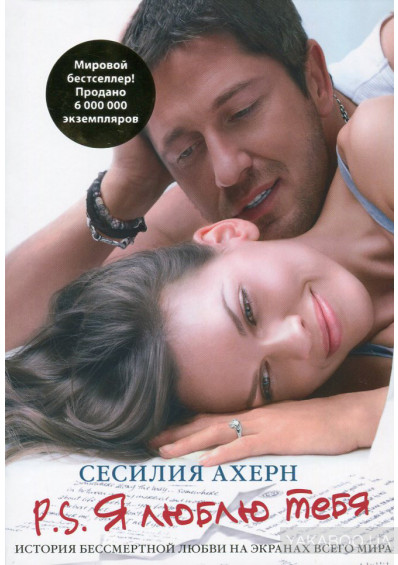 Мировой
бестселлер!
Продано
6 000 000
экземпляров
СЕСИЛИЯ АХЕРН
P.S. Я люблю тебя
YAKABOO.UA
ИСТОРИЯ БЕССМЕРТНОЙ ЛЮБВИ НА ЭКРАНАХ ВСЕГО МИРА